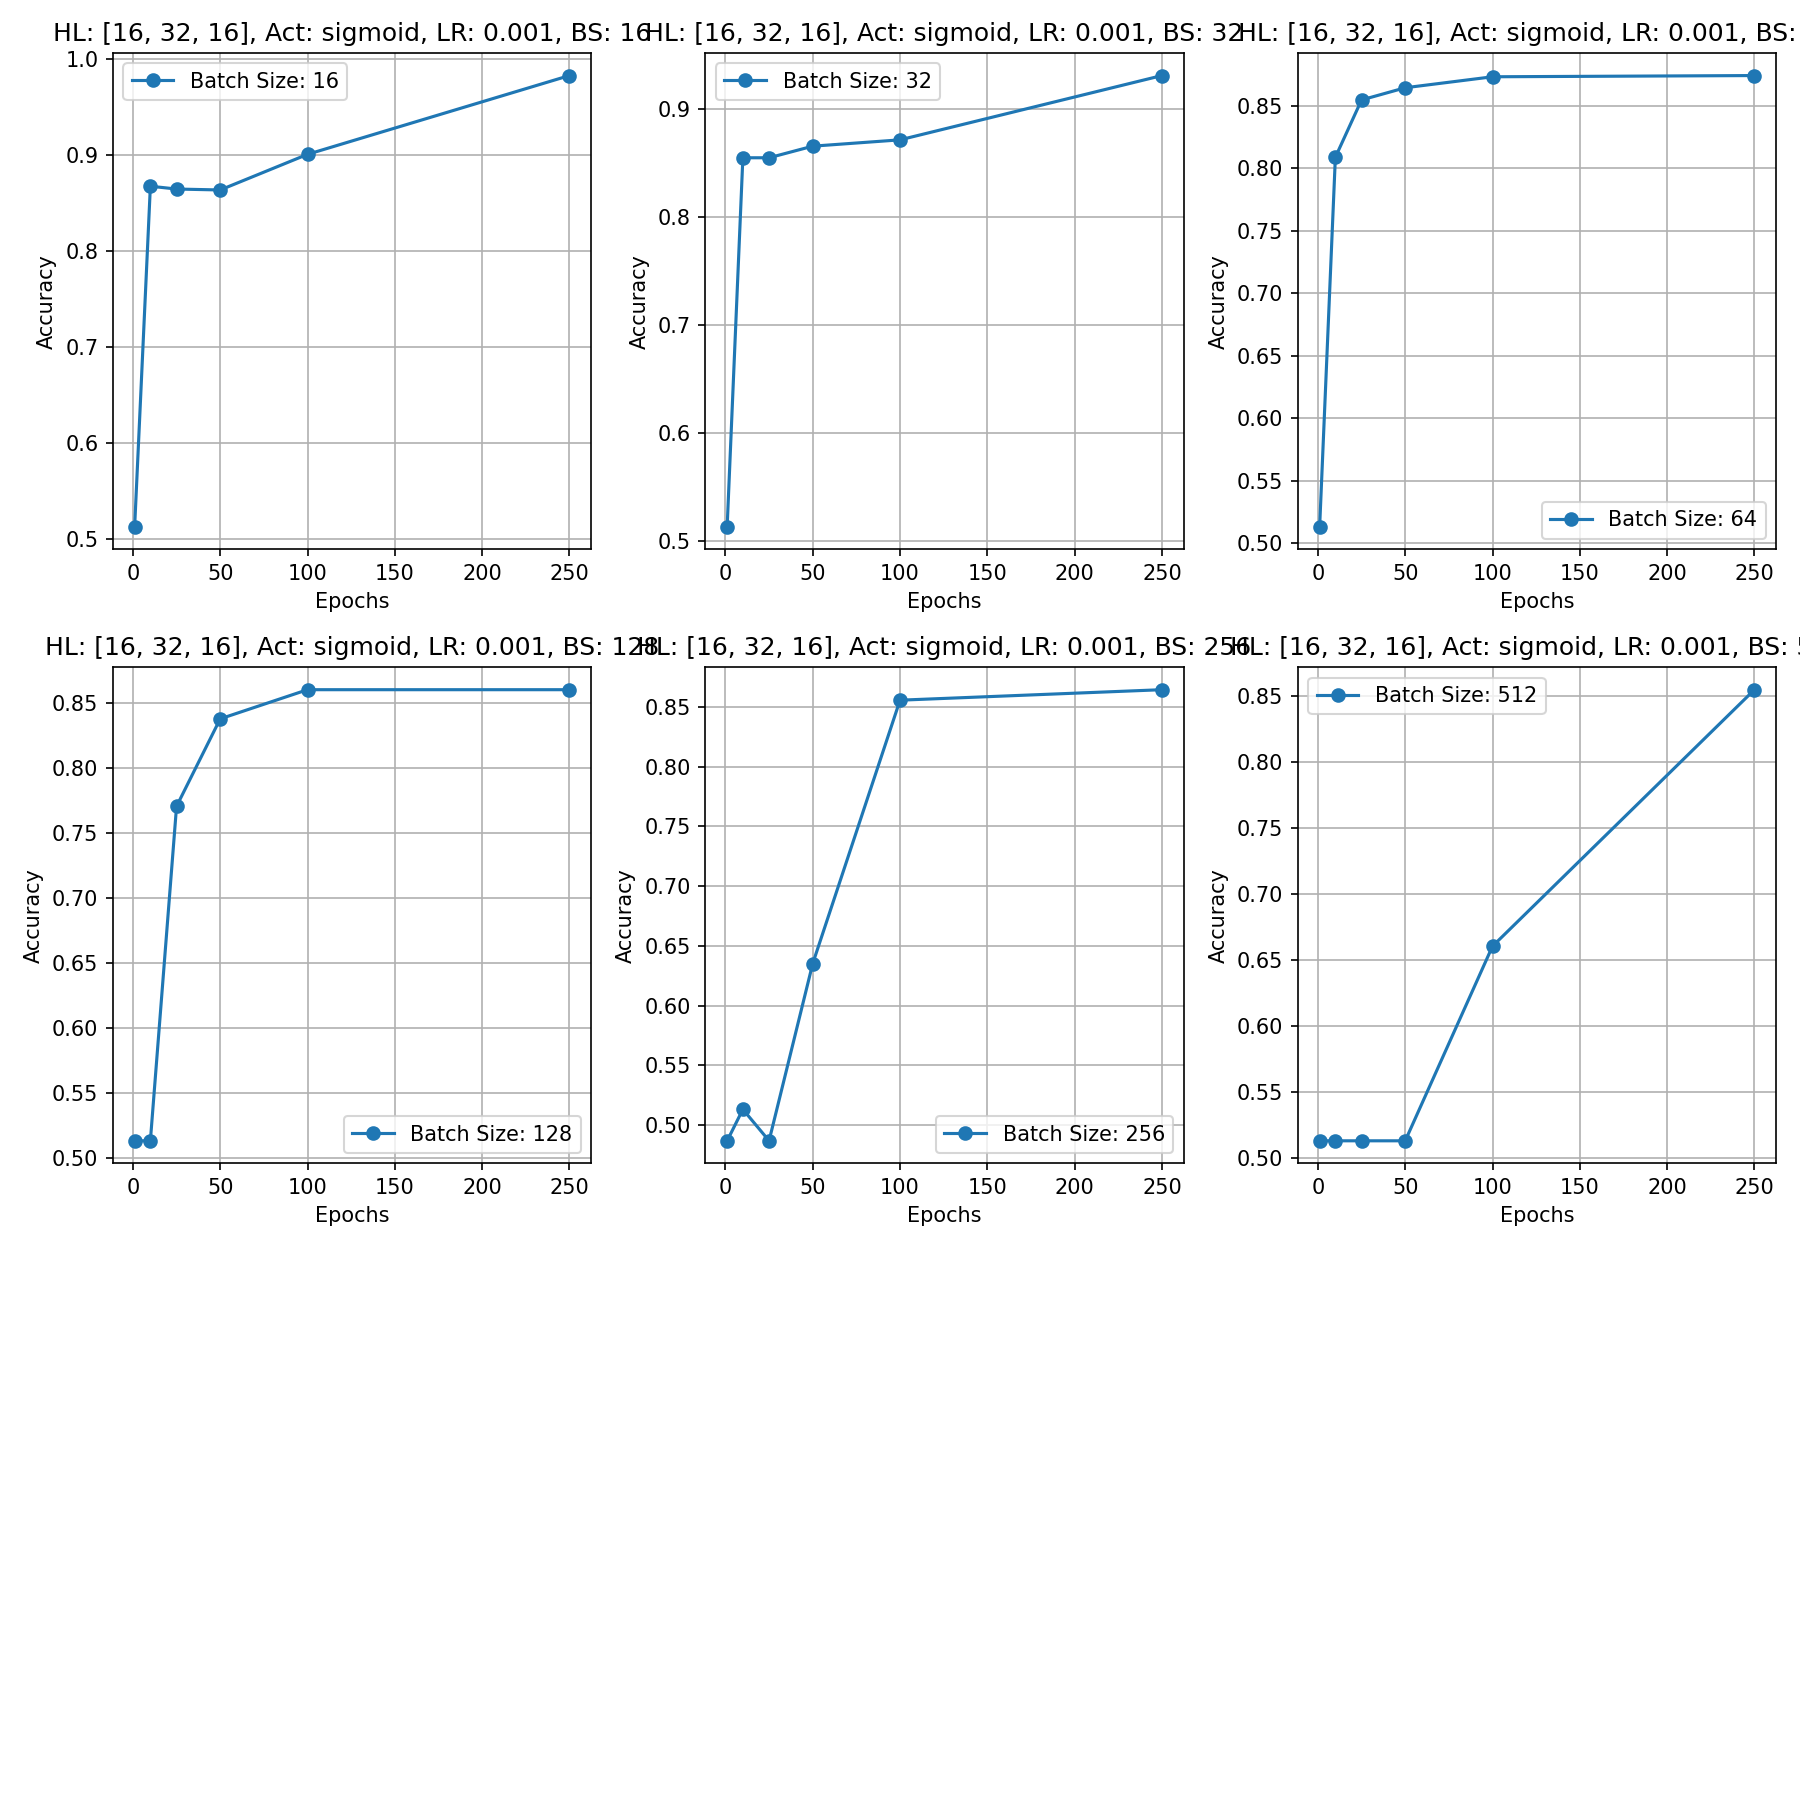 HL: [16, 32, 16], Act: sigmoid, LR: 0.001, BS: 16
Batch Size: 16
Accuracy
1.0
0.9
0.8
0.7
0.6
0.5
0 50 100 150 200 250
Epochs
HL: [16, 32, 16], Act: sigmoid, LR: 0.001, BS: 32
Batch Size: 32
Accuracy
0.9
0.8
0.7
0.6
0.5
0 50 100 150 200 250
Epochs
HL: [16, 32, 16], Act: sigmoid, LR: 0.001, BS:
Accuracy
0.85
0.80
0.75
0.70
0.65
0.60
0.55
0.50
Batch Size: 64
0 50 100 150 200 250
Epochs
HL: [16, 32, 16], Act: sigmoid, LR: 0.001, BS: 128
Accuracy
0.85
0.80
0.75
0.70
0.65
0.60
0.55
0.50
Batch Size: 128
0 50 100 150 200 250
Epochs
HL: [16, 32, 16], Act: sigmoid, LR: 0.001, BS: 256
Accuracy
0.85
0.80
0.75
0.70
0.65
0.60
0.55
0.50
Batch Size: 256
0 50 100 150 200 250
Epochs
HL: [16, 32, 16], Act: sigmoid, LR: 0.001, BS:
Batch Size: 512
Accuracy
0.85
0.80
0.75
0.70
0.65
0.60
0.55
0.50
0 50 100 150 200 250
Epochs